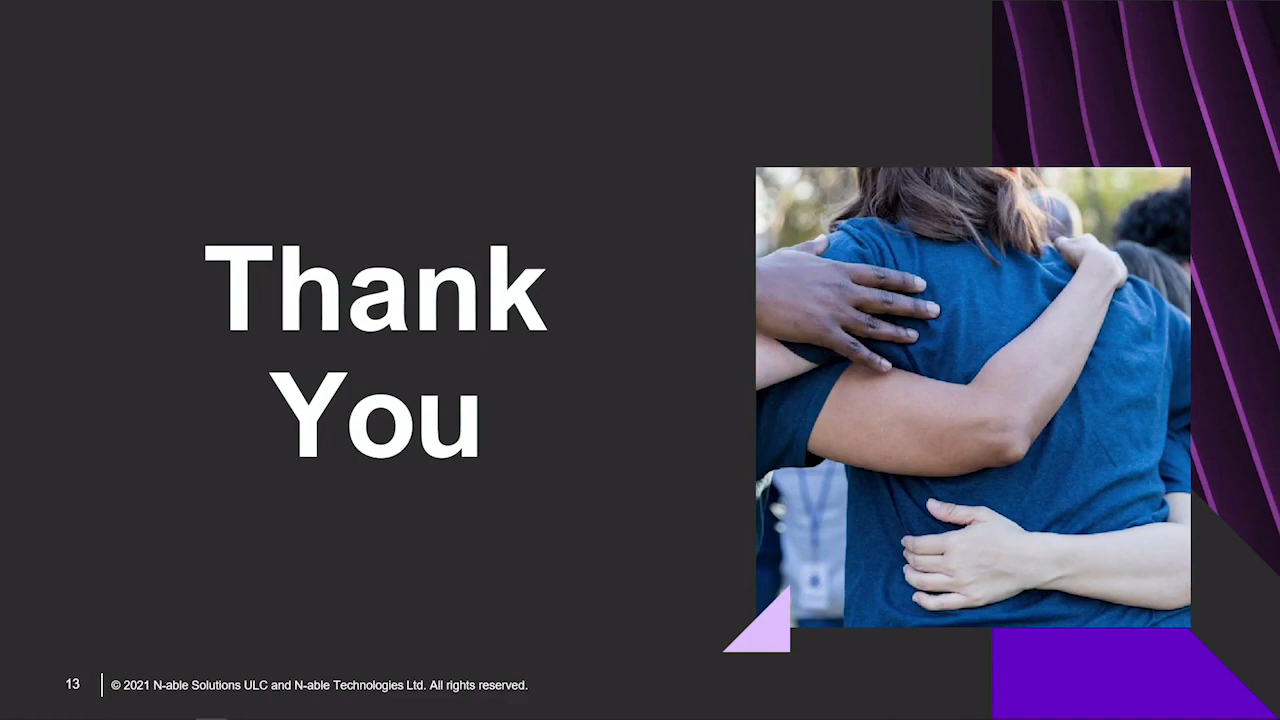 Thank
You
13
© 2021 N-able Solutions ULC and N-able Technologies Ltd. All rights reserved.